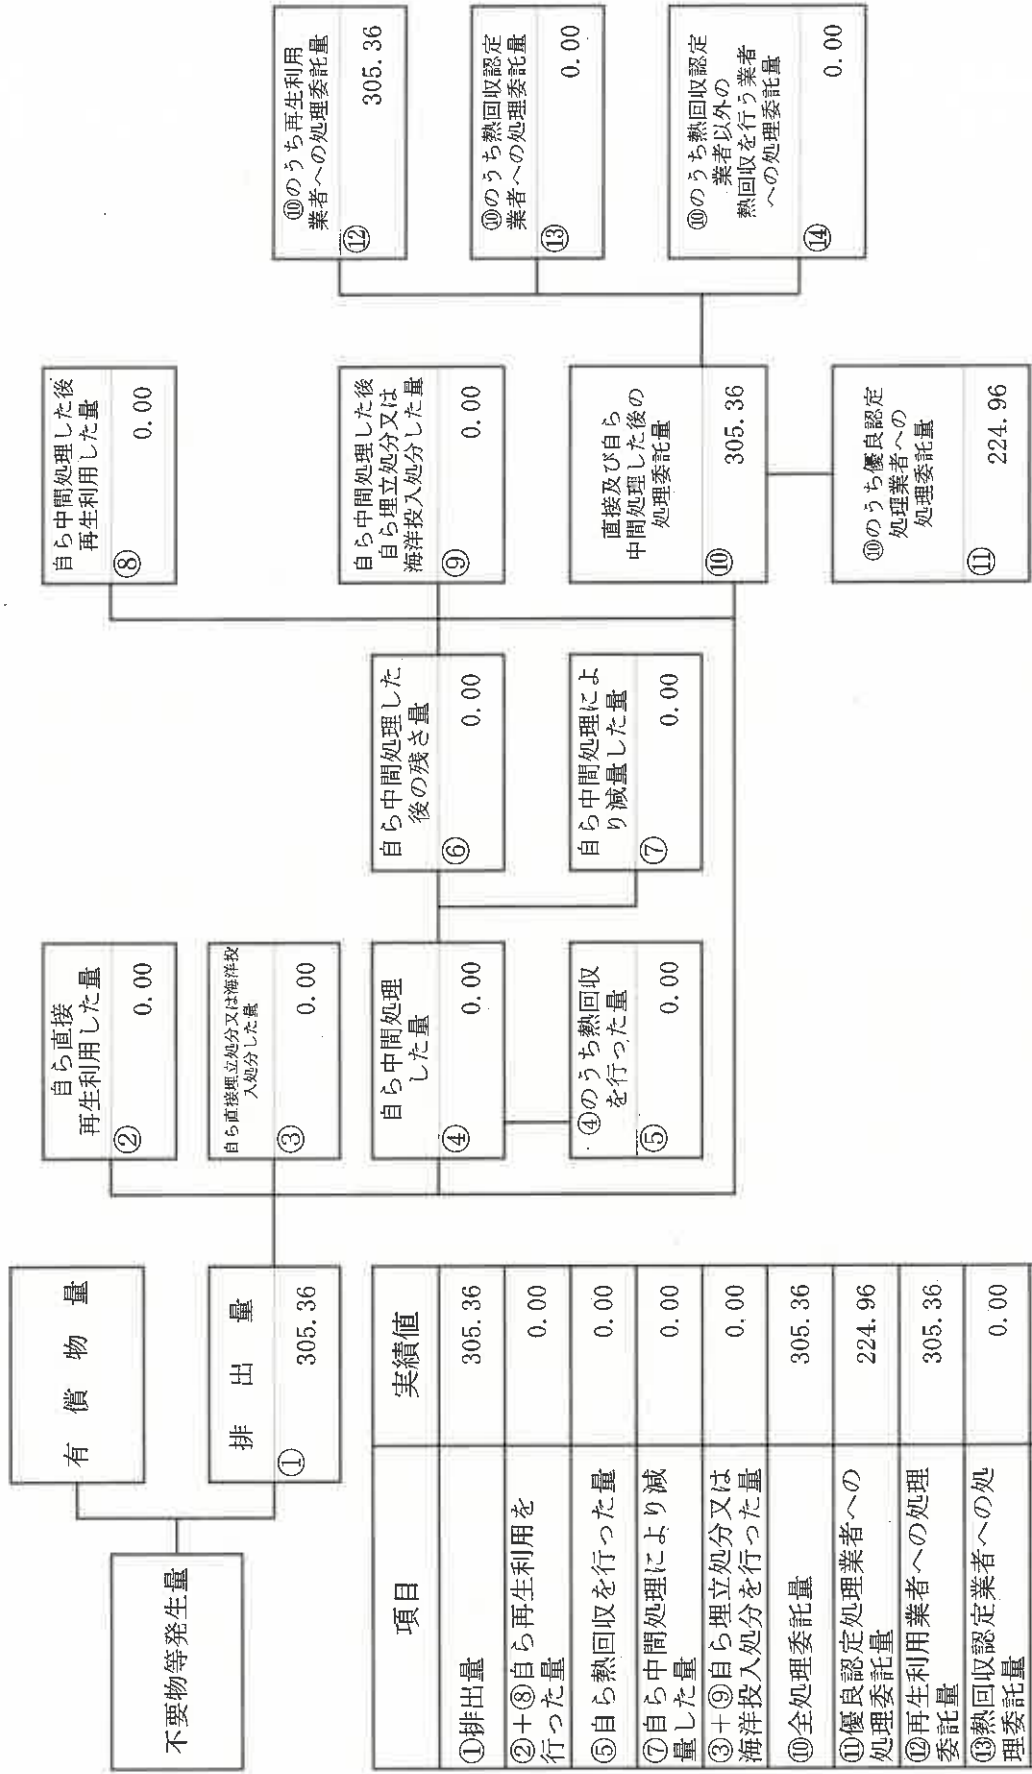 不要物等発生量
有償物量
排出量
① 305.36
自ら直接
再生利用した量
② 0.00
自ら直接埋立処分又は海洋投
入処分した量
③ 0.00
自ら中間処理
した量
④ 0.00
④のうち熱回収
を行った量
⑤ 0.00
自ら中間処理した
後の残さ量
⑥ 0.00
自ら中間処理によ
り減量した量
⑦ 0.00
自ら中間処理した後
再生利用した量
⑧ 0.00
自ら中間処理した後
自ら埋立処分又は
海洋投入処分した量
⑨ 0.00
直接及び自ら
中間処理した後の
処理委託量
⑩ 305.36
⑩のうち優良認定
処理業者への
処理委託量
⑪ 224.96
⑩のうち再生利用
業者への処理委託量
⑫ 305.36
⑩のうち熱回収認定
業者への処理委託量
⑬ 0.00
⑩のうち熱回収認定
業者以外の
熱回収を行う業者
への処理委託量
⑭ 0.00
項目 実績値
①排出量 305.36
②+⑧自ら再生利用を
行った量 0.00
⑤自ら熱回収を行った量 0.00
⑦自ら中間処理により減
量した量 0.00
③+⑨自ら埋立処分又は
海洋投入処分を行った量 0.00
⑩全処理委託量 305.36
⑪優良認定処理業者への
処理委託量 224.96
⑫再生利用業者への処理
委託量 305.36
⑬熱回収認定業者への処
理委託量 0.00